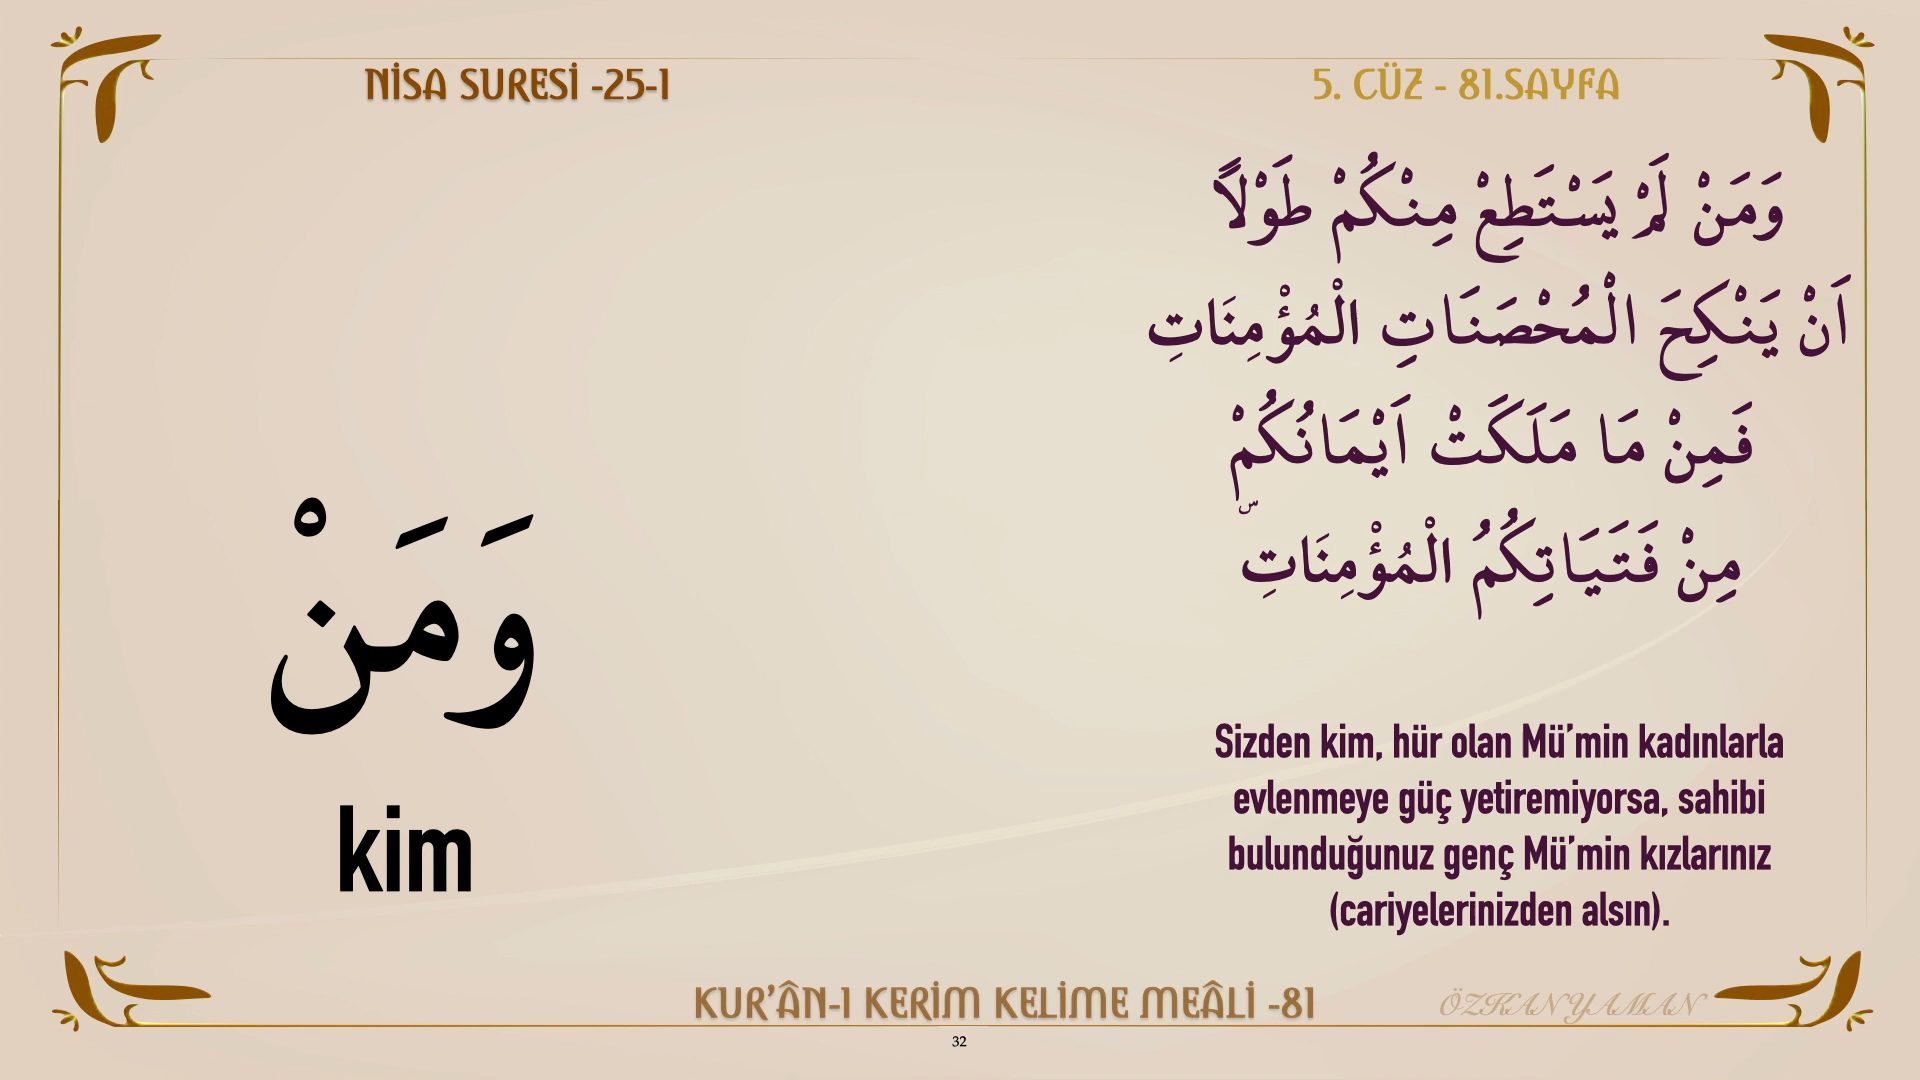 NİSA SURESİ -25-1
5. CÜZ - 81.SAYFA
وَمَنْ لَمْ يَسْتَطِعْ مِنْكُمْ طَوْلاً
اَنْ يَنْكِحَ الْمُحْصَنَاتِ الْمُؤْمِنَاتِ
فَمِنْ مَا مَلَكَتْ اَيْمَانُكُمْ
مِنْ فَتَيَاتِكُمُ الْمُؤْمِنَاتِۜ
وَمَنْ
kim
Sizden kim, hür olan Mü’min kadınlarla
evlenmeye güç yetiremiyorsa, sahibi
bulunduğunuz genç Mü’min kızlarınız
(cariyelerinizden alsın).
KUR’ÂN-I KERİM KELİME MEÂLİ -81
ÖZKAN YAMAN
32